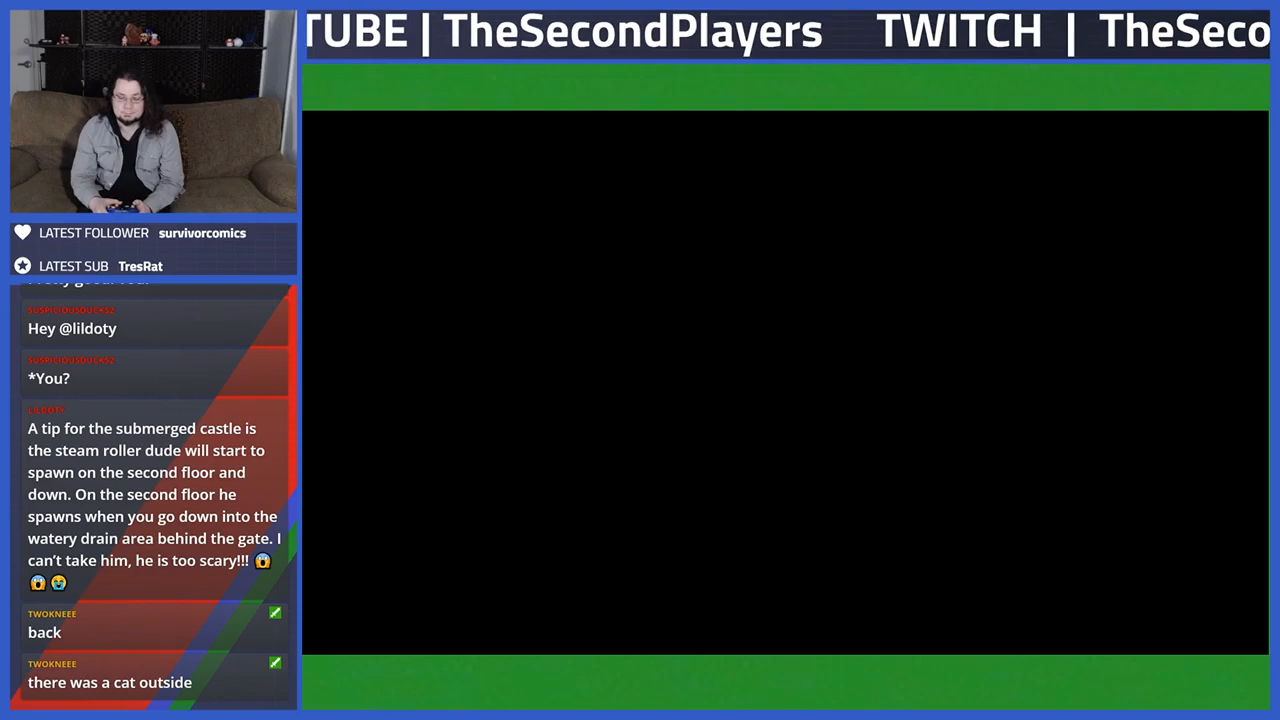 TUBE | TheSecondPlayers TWITCH | TheSeco
LATEST FOLLOWER survivorcomics
LATEST SUB TresRat
SUSPICIOUSDUCKS2
Hey @lildoty
SUSPICIOUSDUCKS2
*You?
LILDOTY
A tip for the submerged castle is
the steam roller dude will start to
spawn on the second floor and
down. On the second floor he
spawns when you go down into the
watery drain area behind the gate. I
can't take him, he is too scary!!! 😱
😱 😭
TWOKNEEE
back
TWOKNEEE
there was a cat outside